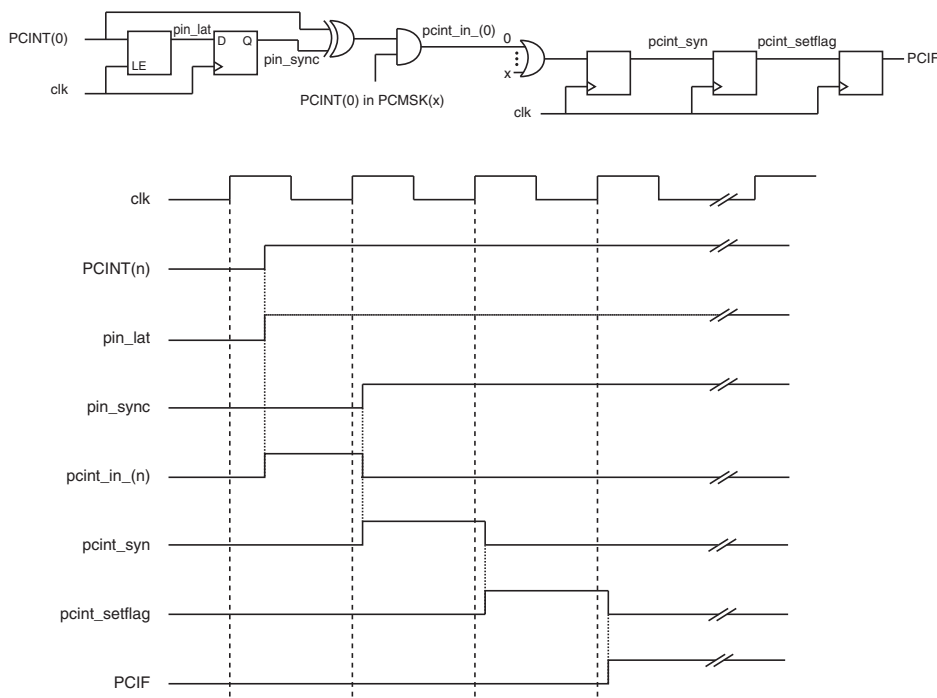 PCINT(0)
pin_lat
LE
D Q
pin_sync
clk
pcint_in_(0)
0
x
PCINT(0) in PCMSK(x)
pcint_syn
pcint_setflag
PCIF
clk
clk
PCINT(n)
pin_lat
pin_sync
pcint_in_(n)
pcint_syn
pcint_setflag
PCIF